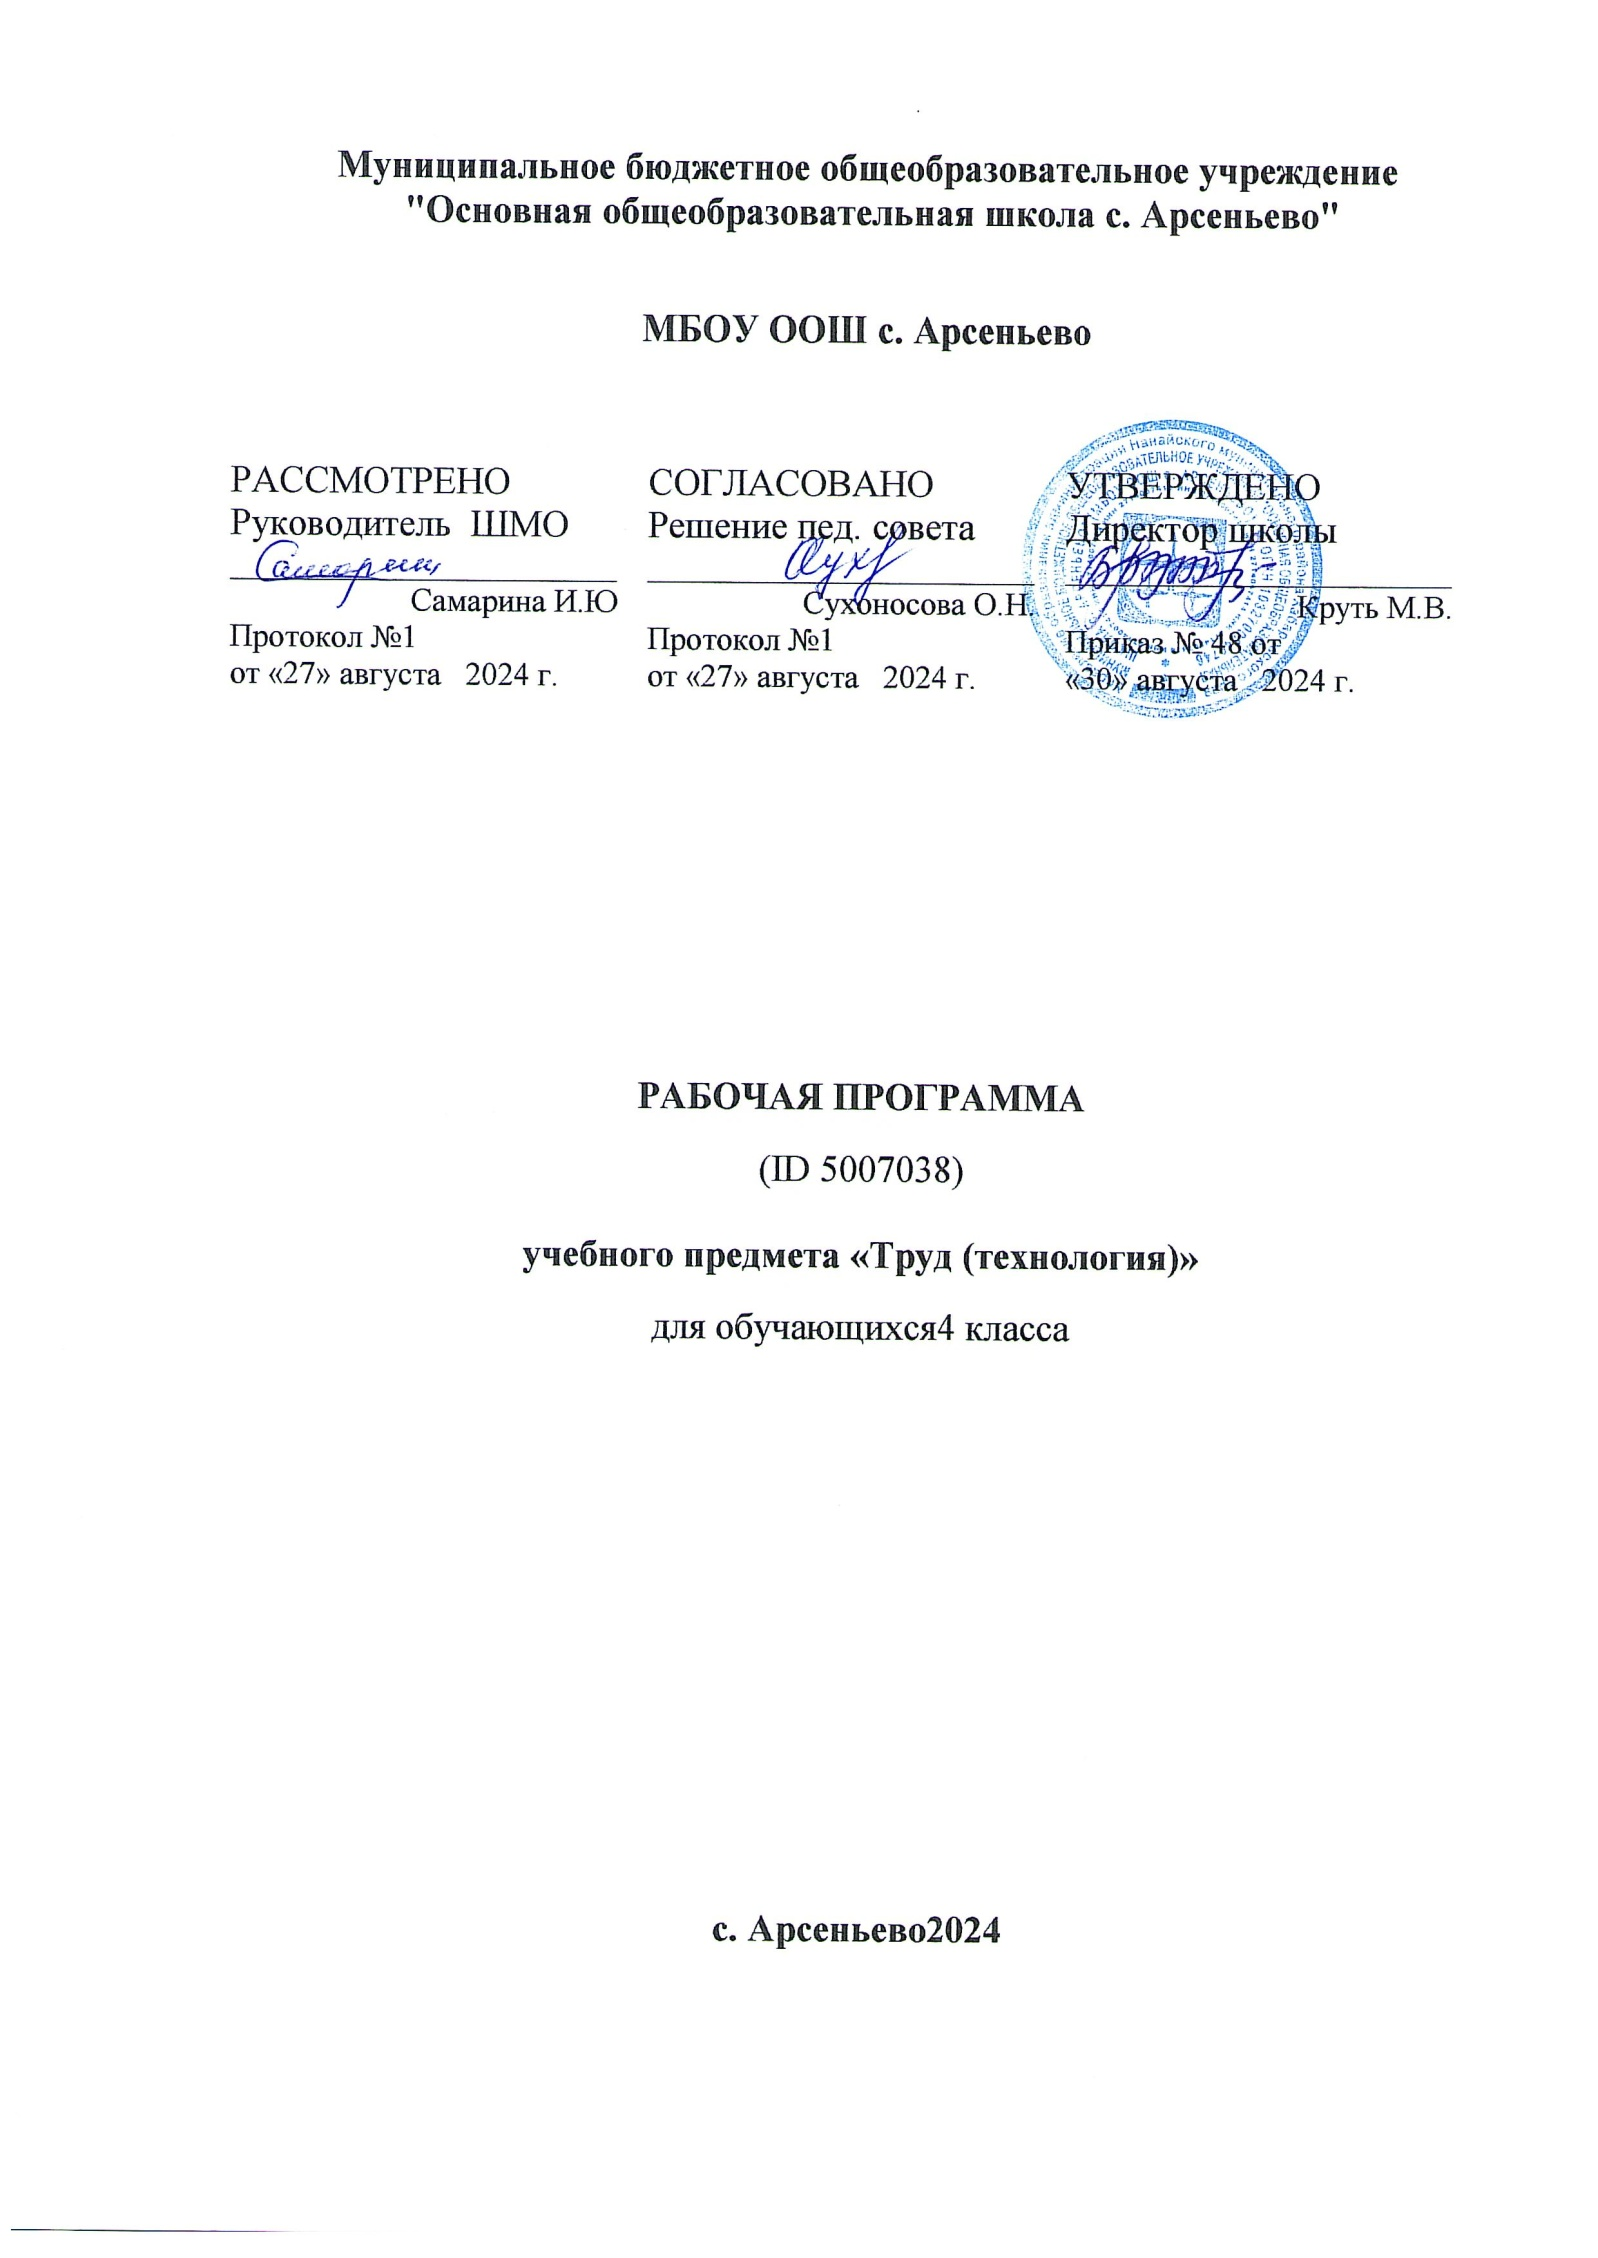 Муниципальное бюджетное общеобразовательное учреждение
"Основная общеобразовательная школа с. Арсеньево"
МБОУ ООШ с. Арсеньево
РАССМОТРЕНО
Руководитель ШМО
Самарина И.Ю
Протокол №1
от «27» августа 2024 г.
СОГЛАСОВАНО
Решение пед. совета
Сухоносова О.Н.
Протокол №1
от «27» августа 2024 г.
УТВЕРЖДЕНО
Директор школы
Круть М.В.
Приказ № 48 от
«30» августа 2024 г.
Нанайского
РАБОЧАЯ ПРОГРАММА
(ID 5007038)
учебного предмета «Труд (технология)»
для обучающихся4 класса
с. Арсеньево2024